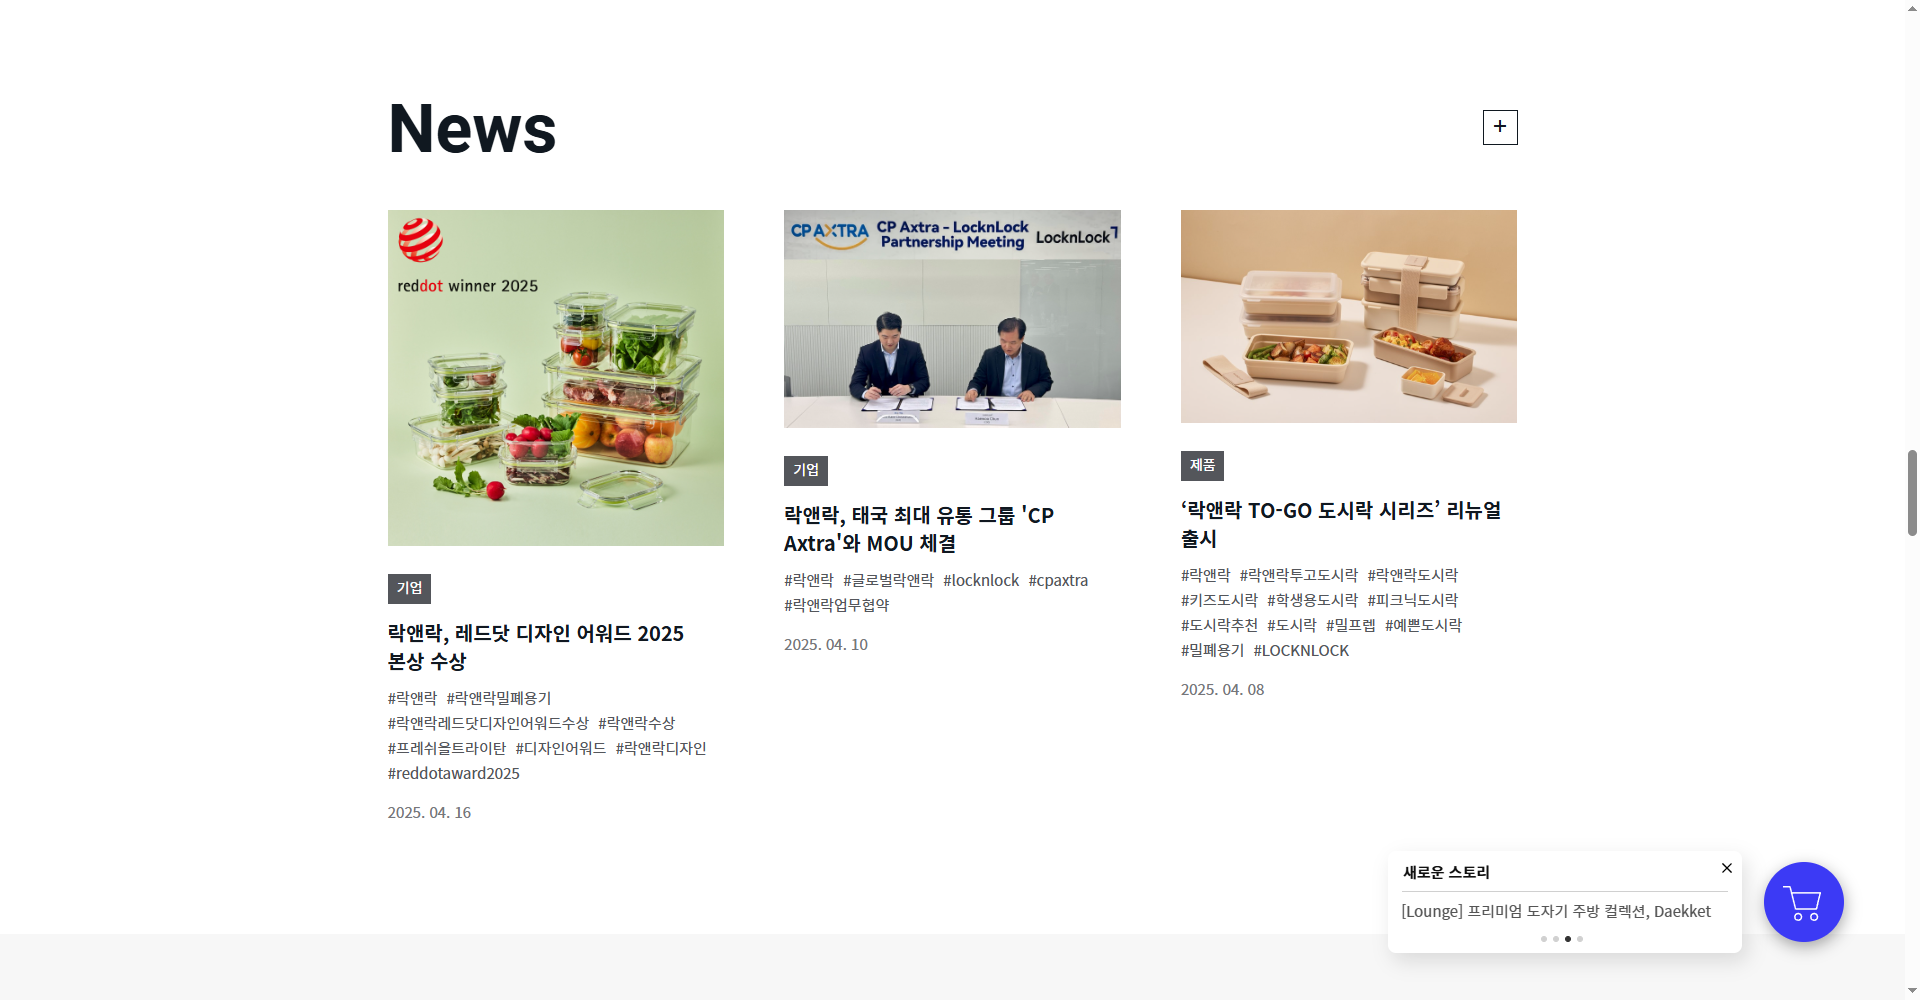 News
+
reddot winner 2025
기업
락앤락, 레드닷 디자인 어워드 2025
본상 수상
#락앤락 #락앤락밀폐용기
#락앤락레드닷디자인어워드수상 #락앤락수상
#프레쉬올트라이탄 #디자인어워드 #락앤락디자인
#reddotaward2025
2025. 04. 16
CP AXTRA CP Axtra - LocknLock
Partnership Meeting LocknLock
기업
락앤락, 태국 최대 유통 그룹 'CP
Axtra'와 MOU 체결
#락앤락 #글로벌락앤락 #locknlock #cpaxtra
#락앤락업무협약
2025. 04. 10
제품
‘락앤락 TO-GO 도시락 시리즈’ 리뉴얼
출시
#락앤락 #락앤락투고도시락 #락앤락도시락
#키즈도시락 #학생용도시락 #피크닉도시락
#도시락추천 #도시락 #밀프렙 #예쁜도시락
#밀폐용기 #LOCKNLOCK
2025. 04. 08
새로운 스토리
[Lounge] 프리미엄 도자기 주방 컬렉션, Daekket